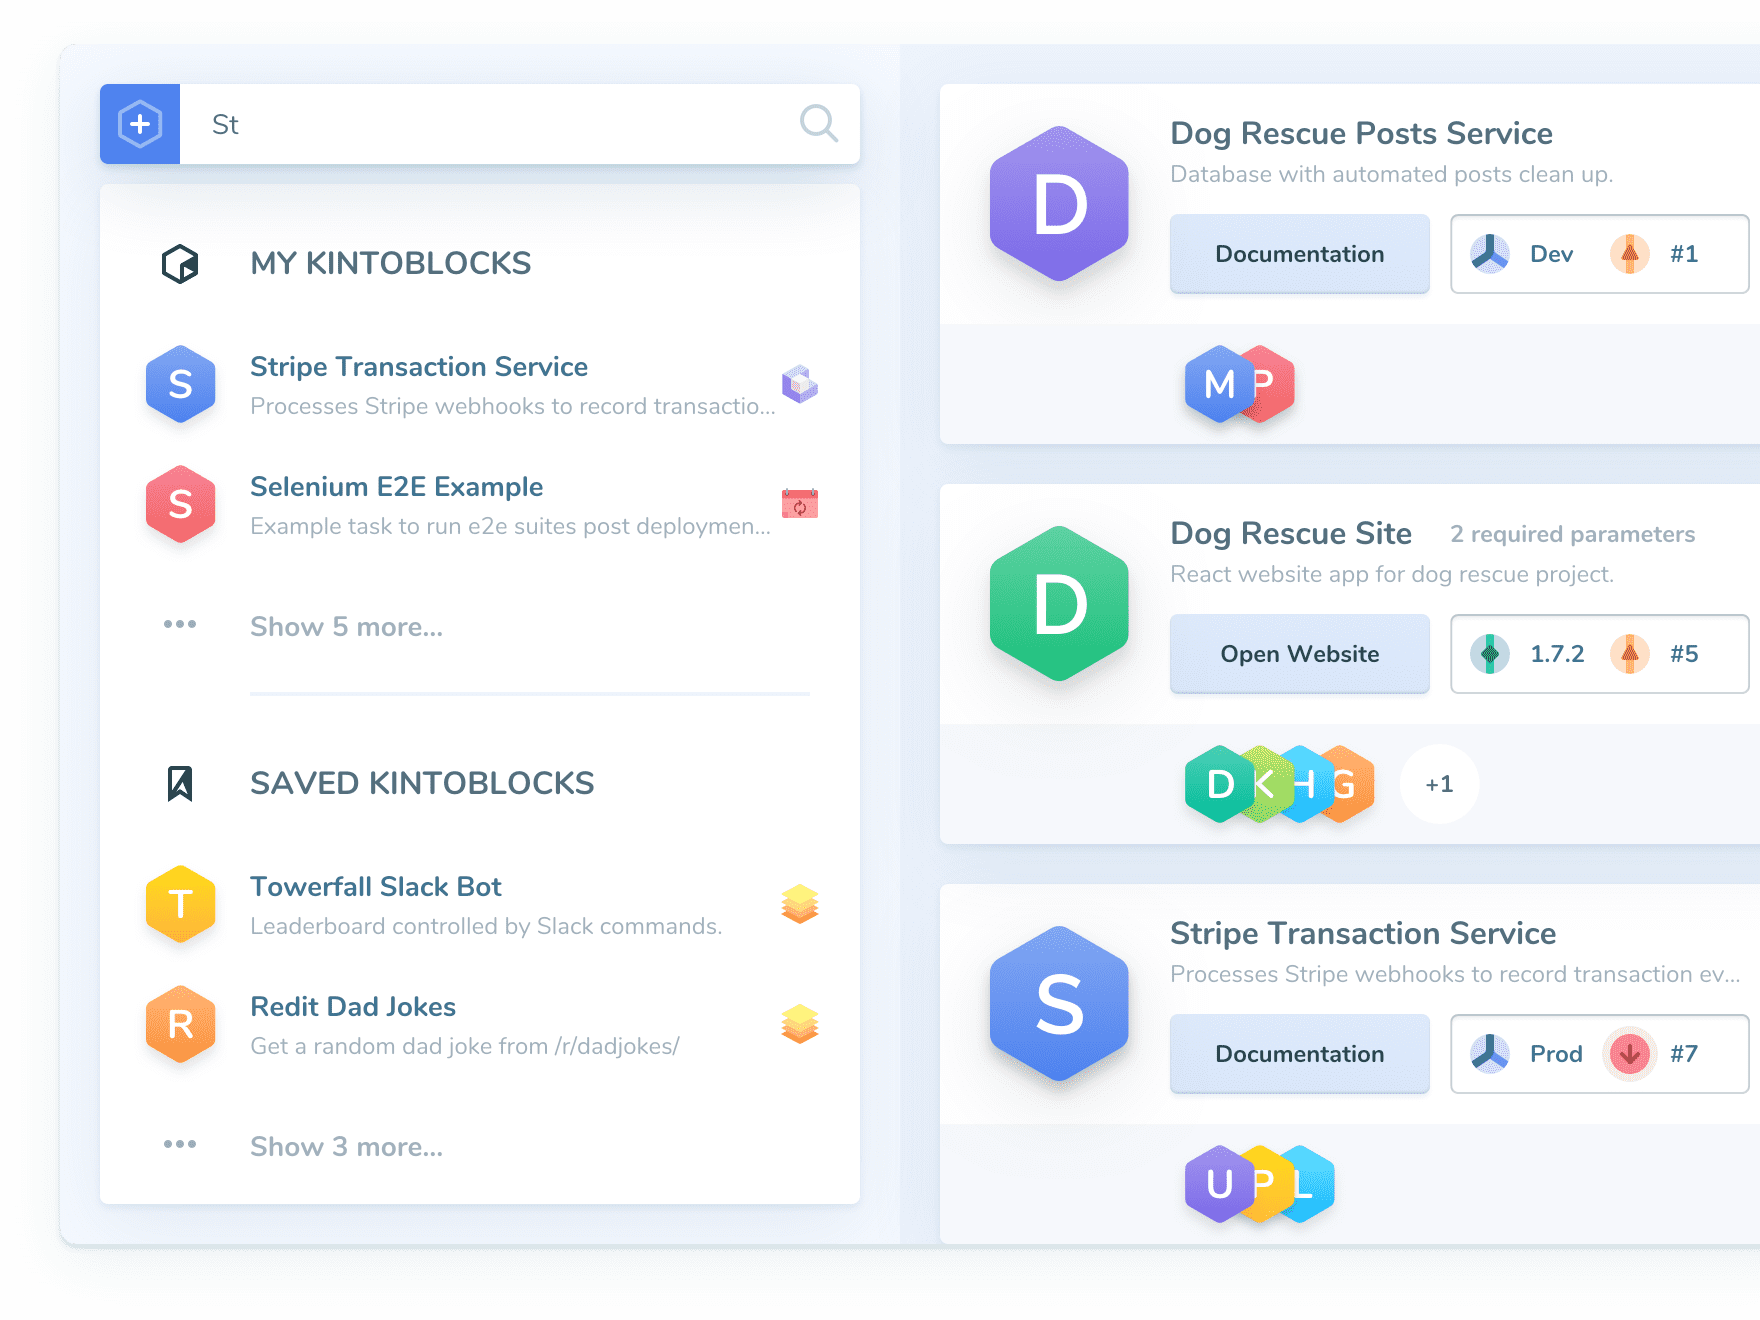 St
MY KINTOBLOCKS
S
Stripe Transaction Service
Processes Stripe webhooks to record transactio...
S
Selenium E2E Example
Example task to run e2e suites post deploymen...
Show 5 more...
SAVED KINTOBLOCKS
T
Towerfall Slack Bot
Leaderboard controlled by Slack commands.
R
Redit Dad Jokes
Get a random dad joke from /r/dadjokes/
Show 3 more...
D
Dog Rescue Posts Service
Database with automated posts clean up.
Documentation
Dev
#1
M P
D
Dog Rescue Site
2 required parameters
React website app for dog rescue project.
Open Website
1.7.2
#5
D K H G
+1
S
Stripe Transaction Service
Processes Stripe webhooks to record transaction ev...
Documentation
Prod
#7
U P L